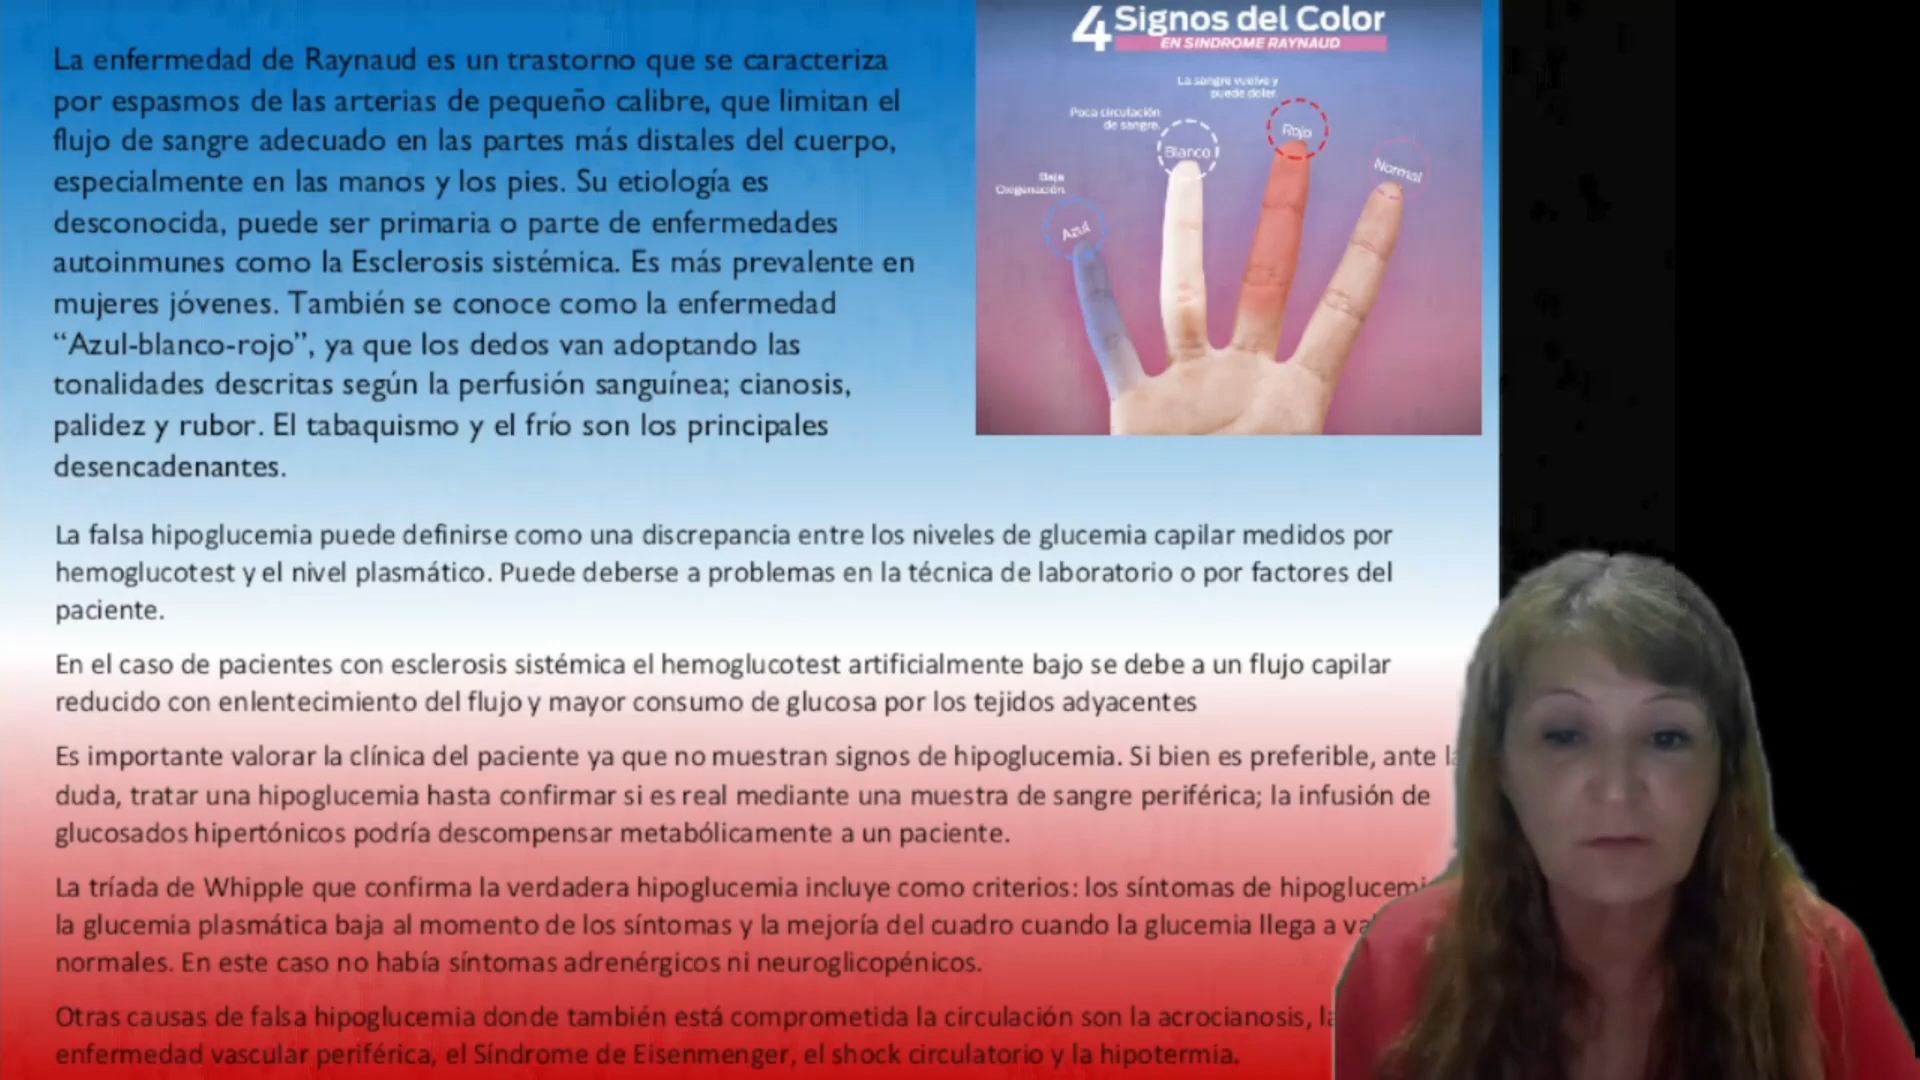 La enfermedad de Raynaud es un trastorno que se caracteriza
por espasmos de las arterias de pequeño calibre, que limitan el
flujo de sangre adecuado en las partes más distales del cuerpo,
especialmente en las manos y los pies. Su etiología es
desconocida, puede ser primaria o parte de enfermedades
autoinmunes como la Esclerosis sistémica. Es más prevalente en
mujeres jóvenes. También se conoce como la enfermedad
“Azul-blanco-rojo”, ya que los dedos van adoptando las
tonalidades descritas según la perfusión sanguínea; cianosis,
palidez y rubor. El tabaquismo y el frío son los principales
desencadenantes.
4 Signos del Color
EN SINDROME RAYNAUD
La sangre vuelve y
puede doler.
Poca circulación
de sangre.
Rojo
Blanco
Normal
Baja
Oxigenación.
Azul
La falsa hipoglucemia puede definirse como una discrepancia entre los niveles de glucemia capilar medidos por
hemoglucotest y el nivel plasmático. Puede deberse a problemas en la técnica de laboratorio o por factores del
paciente.
En el caso de pacientes con esclerosis sistémica el hemoglucotest artificialmente bajo se debe a un flujo capilar
reducido con enlentecimiento del flujo y mayor consumo de glucosa por los tejidos adyacentes
Es importante valorar la clínica del paciente ya que no muestran signos de hipoglucemia. Si bien es preferible, ante
duda, tratar una hipoglucemia hasta confirmar si es real mediante una muestra de sangre periférica; la infusión de
glucosados hipertónicos podría descompensar metabólicamente a un paciente.
La tríada de Whipple que confirma la verdadera hipoglucemia incluye como criterios: los síntomas de
la glucemia plasmática baja al momento de los síntomas y la mejoría del cuadro cuando la glucemia llega a
normales. En este caso no había síntomas adrenérgicos ni neuroglicopénicos.
Otras causas de falsa hipoglucemia donde también está comprometida la circulación son la acrocianosis,
enfermedad vascular periférica, el Síndrome de Eisenmenger, el shock circulatorio y la hipotermia.